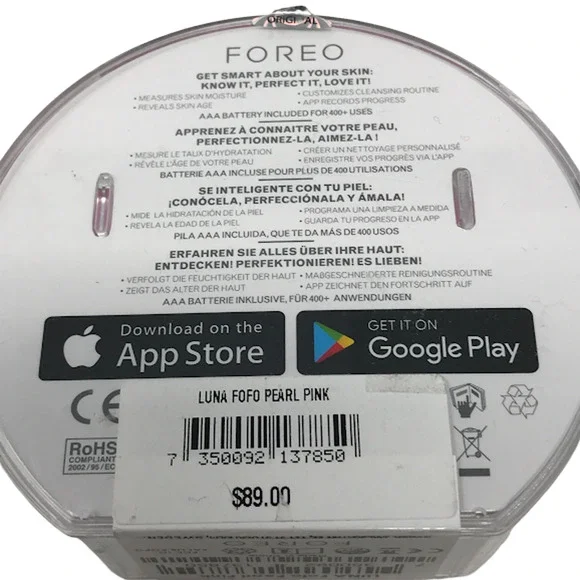 ORIGINAL
FOREO
GET SMART ABOUT YOUR SKIN:
KNOW IT, PERFECT IT, LOVE IT!
• MEASURES SKIN MOISTURE • CUSTOMIZES CLEANSING ROUTINE
• REVEALS SKIN AGE • APP RECORDS PROGRESS
AAA BATTERY INCLUDED FOR 400+ USES
APPRENEZ À CONNAITRE VOTRE PEAU,
PERFECTIONNEZ-LA, AIMEZ-LA !
• MESURE LE TAUX D'HYDRATATION • CRÉER UN NETTOYAGE PERSONNALISÉ
• RÉVÈLE L'ÂGE DE VOTRE PEAU • ENREGISTRE VOS PROGRÈS VIA L'APP
BATTERIE AAA INCLUSE POUR PLUS DE 400 UTILISATIONS
SE INTELIGENTE CON TU PIEL:
¡CONÓCELA, PERFECCIÓNALA Y ÁMALA!
• MIDE LA HIDRATACIÓN DE LA PIEL • PROGRAMA UNA LIMPIEZA A MEDIDA
• REVELA LA EDAD DE LA PIEL • GUARDA TU PROGRESO EN LA APP
PILA AAA INCLUIDA, QUE TE DA MÁS DE 400 USOS
ERFAHREN SIE ALLES ÜBER IHRE HAUT:
ENTDECKEN! PERFEKTIONIEREN! ES LIEBEN!
• VERFOLGT DIE FEUCHTIGKEIT DER HAUT • MAßGESCHNEIDERTE REINIGUNGSROUTINE
• ZEIGT DAS ALTER DER HAUT • APP ZEICHNET DEN FORTSCHRITT AUF
AAA BATTERIE INKLUSIVE, FÜR 400+ ANWENDUNGEN
Download on the GET IT ON
App Store Google Play
CE
LUNA FOFO PEARL PINK
RoHS
COMPLIANT
2002/95/EC
7 350092 137850
$89.00
FOREO